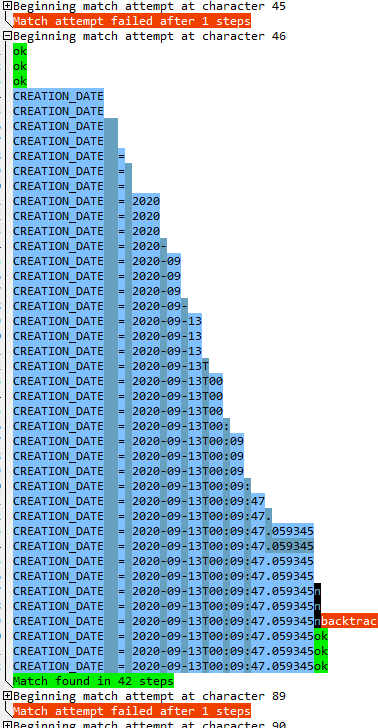 Beginning match attempt at character 45
Match attempt failed after 1 steps
Beginning match attempt at character 46
ok
ok
ok
CREATION_DATE
CREATION_DATE
CREATION_DATE
CREATION_DATE
CREATION_DATE =
CREATION_DATE =
CREATION_DATE =
CREATION_DATE = 2020
CREATION_DATE = 2020
CREATION_DATE = 2020
CREATION_DATE = 2020-
CREATION_DATE = 2020-09
CREATION_DATE = 2020-09
CREATION_DATE = 2020-09
CREATION_DATE = 2020-09-
CREATION_DATE = 2020-09-13
CREATION_DATE = 2020-09-13
CREATION_DATE = 2020-09-13
CREATION_DATE = 2020-09-13T
CREATION_DATE = 2020-09-13T00
CREATION_DATE = 2020-09-13T00
CREATION_DATE = 2020-09-13T00
CREATION_DATE = 2020-09-13T00:
CREATION_DATE = 2020-09-13T00:09
CREATION_DATE = 2020-09-13T00:09
CREATION_DATE = 2020-09-13T00:09
CREATION_DATE = 2020-09-13T00:09:
CREATION_DATE = 2020-09-13T00:09:47
CREATION_DATE = 2020-09-13T00:09:47.
CREATION_DATE = 2020-09-13T00:09:47.059345
CREATION_DATE = 2020-09-13T00:09:47.059345
CREATION_DATE = 2020-09-13T00:09:47.059345
CREATION_DATE = 2020-09-13T00:09:47.059345
CREATION_DATE = 2020-09-13T00:09:47.059345n
CREATION_DATE = 2020-09-13T00:09:47.059345n
CREATION_DATE = 2020-09-13T00:09:47.059345nbacktrac
CREATION_DATE = 2020-09-13T00:09:47.059345ok
CREATION_DATE = 2020-09-13T00:09:47.059345ok
CREATION_DATE = 2020-09-13T00:09:47.059345ok
Match found in 42 steps
Beginning match attempt at character 89
Match attempt failed after 1 steps
Beginning match attempt at character 90